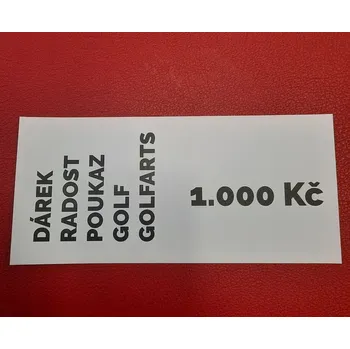 DÁREK
RADOST
POUKAZ
GOLF
GOLFARTS
1.000 Kč